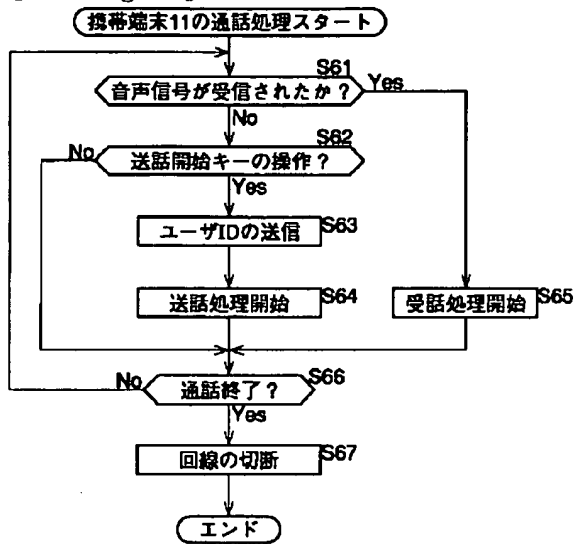 携帯端末11の通話処理スタート
S61
音声信号が受信されたか？
Yes
No
S62
No
送話開始キーの操作？
Yes
ユーザIDの送信
S63
送話処理開始
S64
受話処理開始
S65
No
通話終了？
S66
Yes
回線の切断
S67
エンド